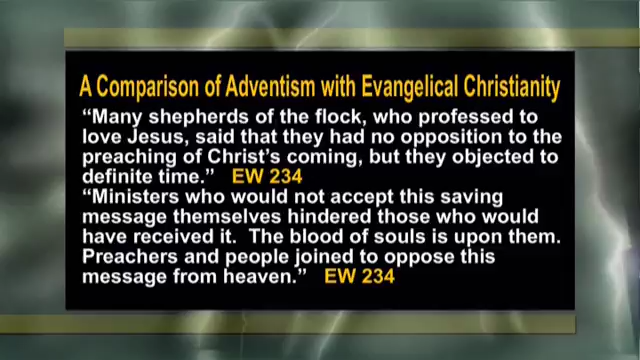 A Comparison of Adventism with Evangelical Christianity
“Many shepherds of the flock, who professed to
love Jesus, said that they had no opposition to the
preaching of Christ’s coming, but they objected to
definite time.” EW 234
“Ministers who would not accept this saving
message themselves hindered those who would
have received it. The blood of souls is upon them.
Preachers and people joined to oppose this
message from heaven.” EW 234